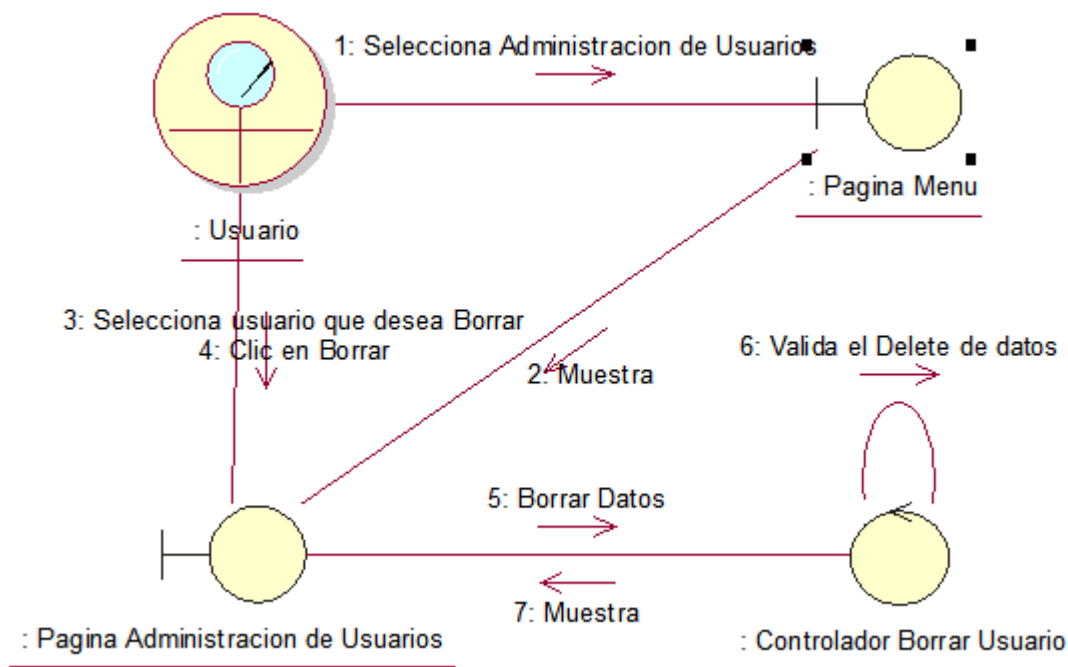 1: Selecciona Administracion de Usuarios
: Pagina Menu
: Usuario
3: Selecciona usuario que desea Borrar
4: Clic en Borrar
2: Muestra
6: Valida el Delete de datos
5: Borrar Datos
7: Muestra
: Pagina Administracion de Usuarios
: Controlador Borrar Usuario